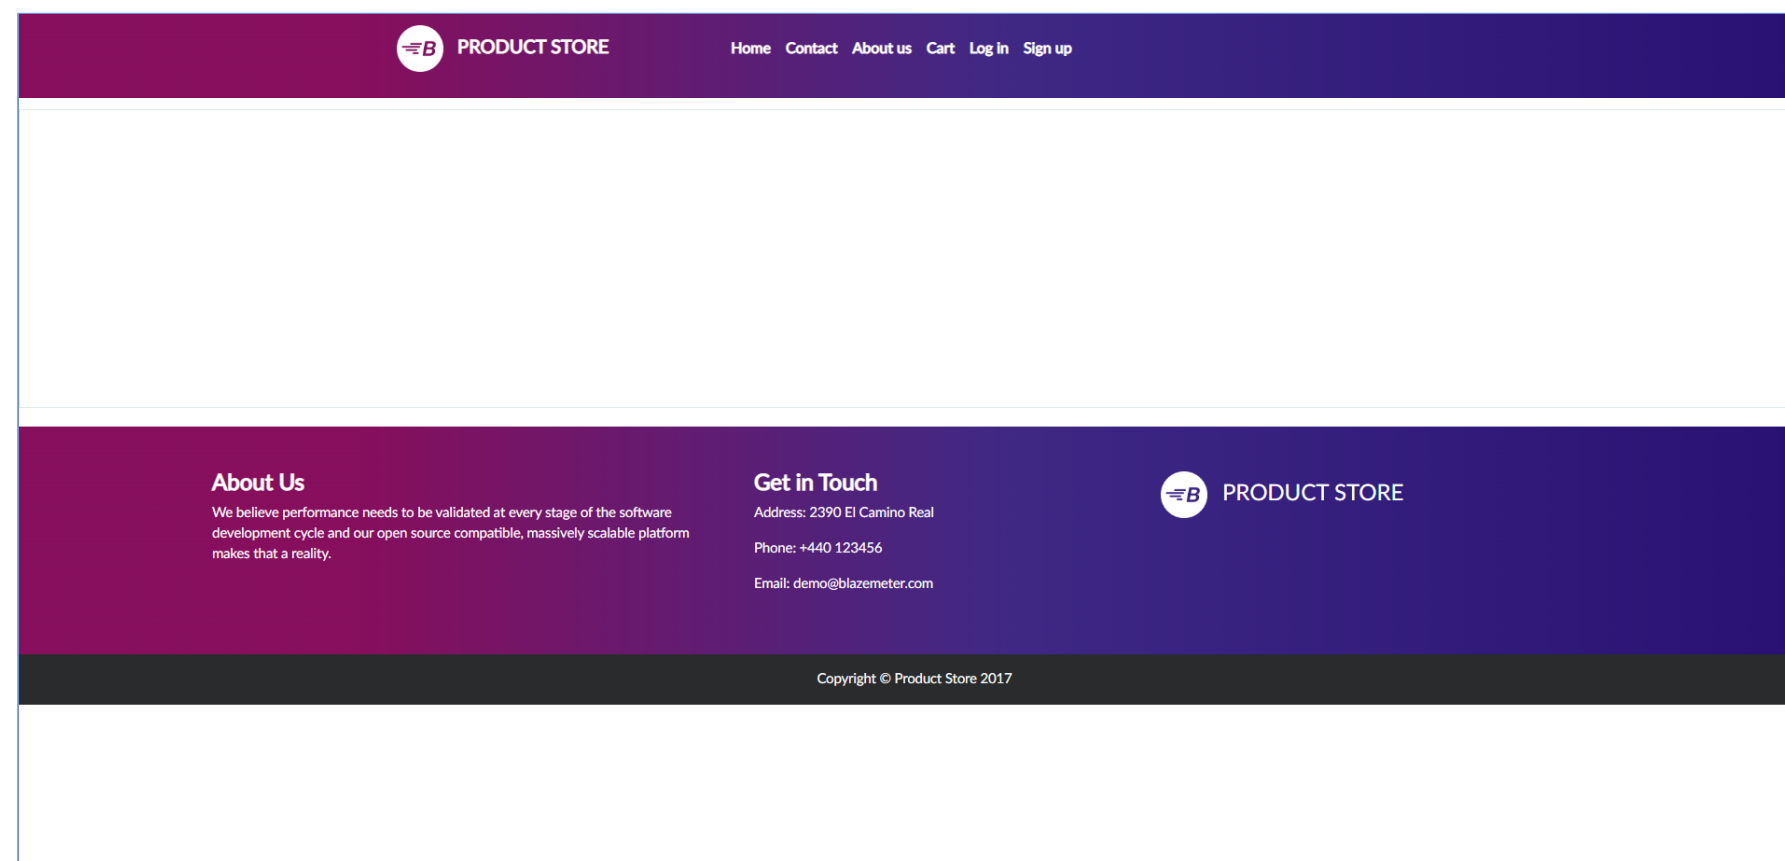 B PRODUCT STORE
Home Contact About us Cart Log in Sign up
About Us
We believe performance needs to be validated at every stage of the software
development cycle and our open source compatible, massively scalable platform
makes that a reality.
Get in Touch
Address: 2390 El Camino Real
Phone: +440 123456
Email: demo@blazemeter.com
B PRODUCT STORE
Copyright © Product Store 2017